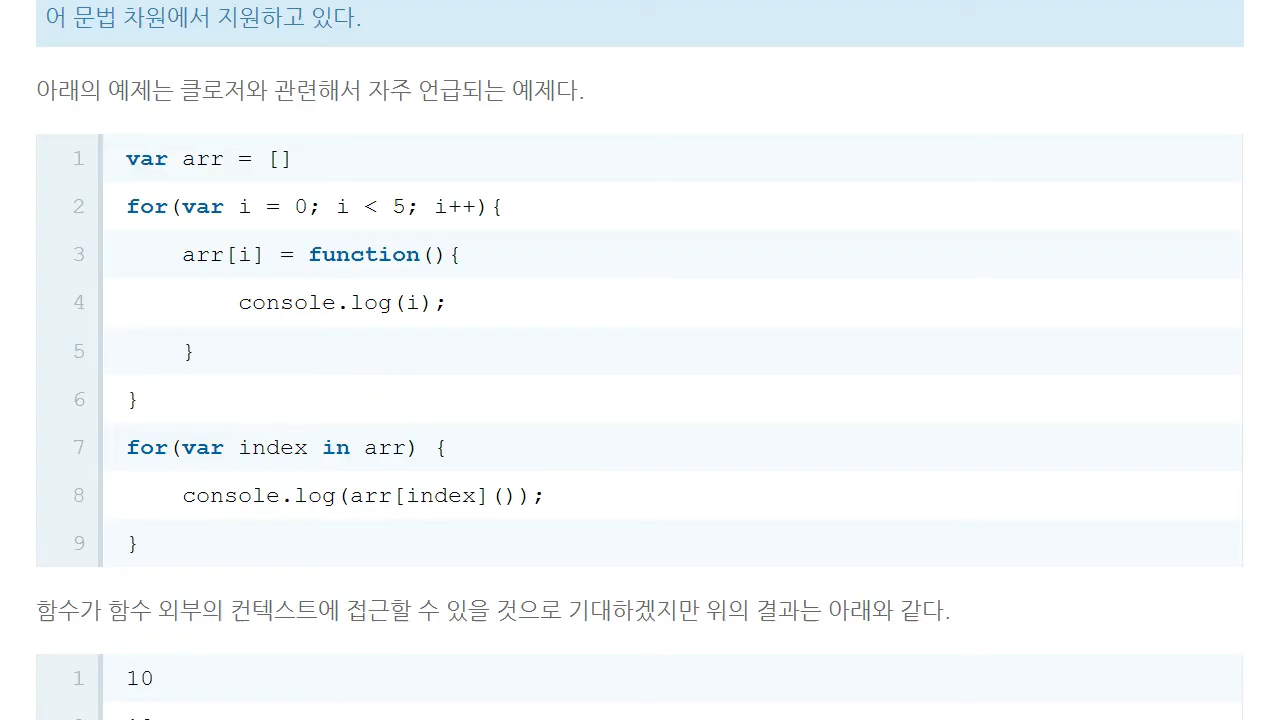 어 문법 차원에서 지원하고 있다.
아래의 예제는 클로저와 관련해서 자주 언급되는 예제다.
1 var arr = []
2 for(var i = 0; i < 5; i++){
3     arr[i] = function(){
4         console.log(i);
5     }
6 }
7 for(var index in arr) {
8     console.log(arr[index]());
9 }
함수가 함수 외부의 컨텍스트에 접근할 수 있을 것으로 기대하겠지만 위의 결과는 아래와 같다.
1 10